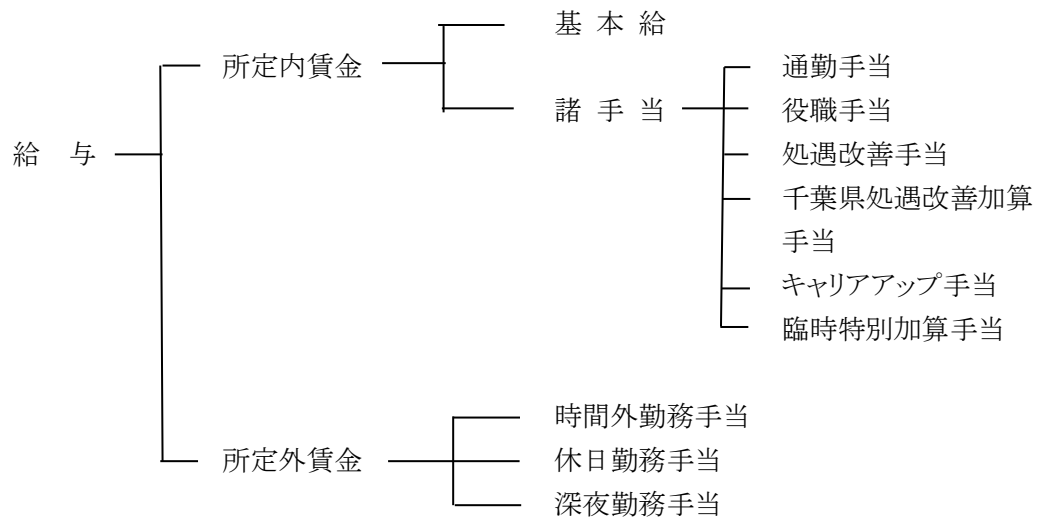 基 本 給
所定内賃金
通勤手当
諸 手 当
役職手当
給 与
処遇改善手当
千葉県処遇改善加算
手当
キャリアアップ手当
臨時特別加算手当
時間外勤務手当
所定外賃金
休日勤務手当
深夜勤務手当